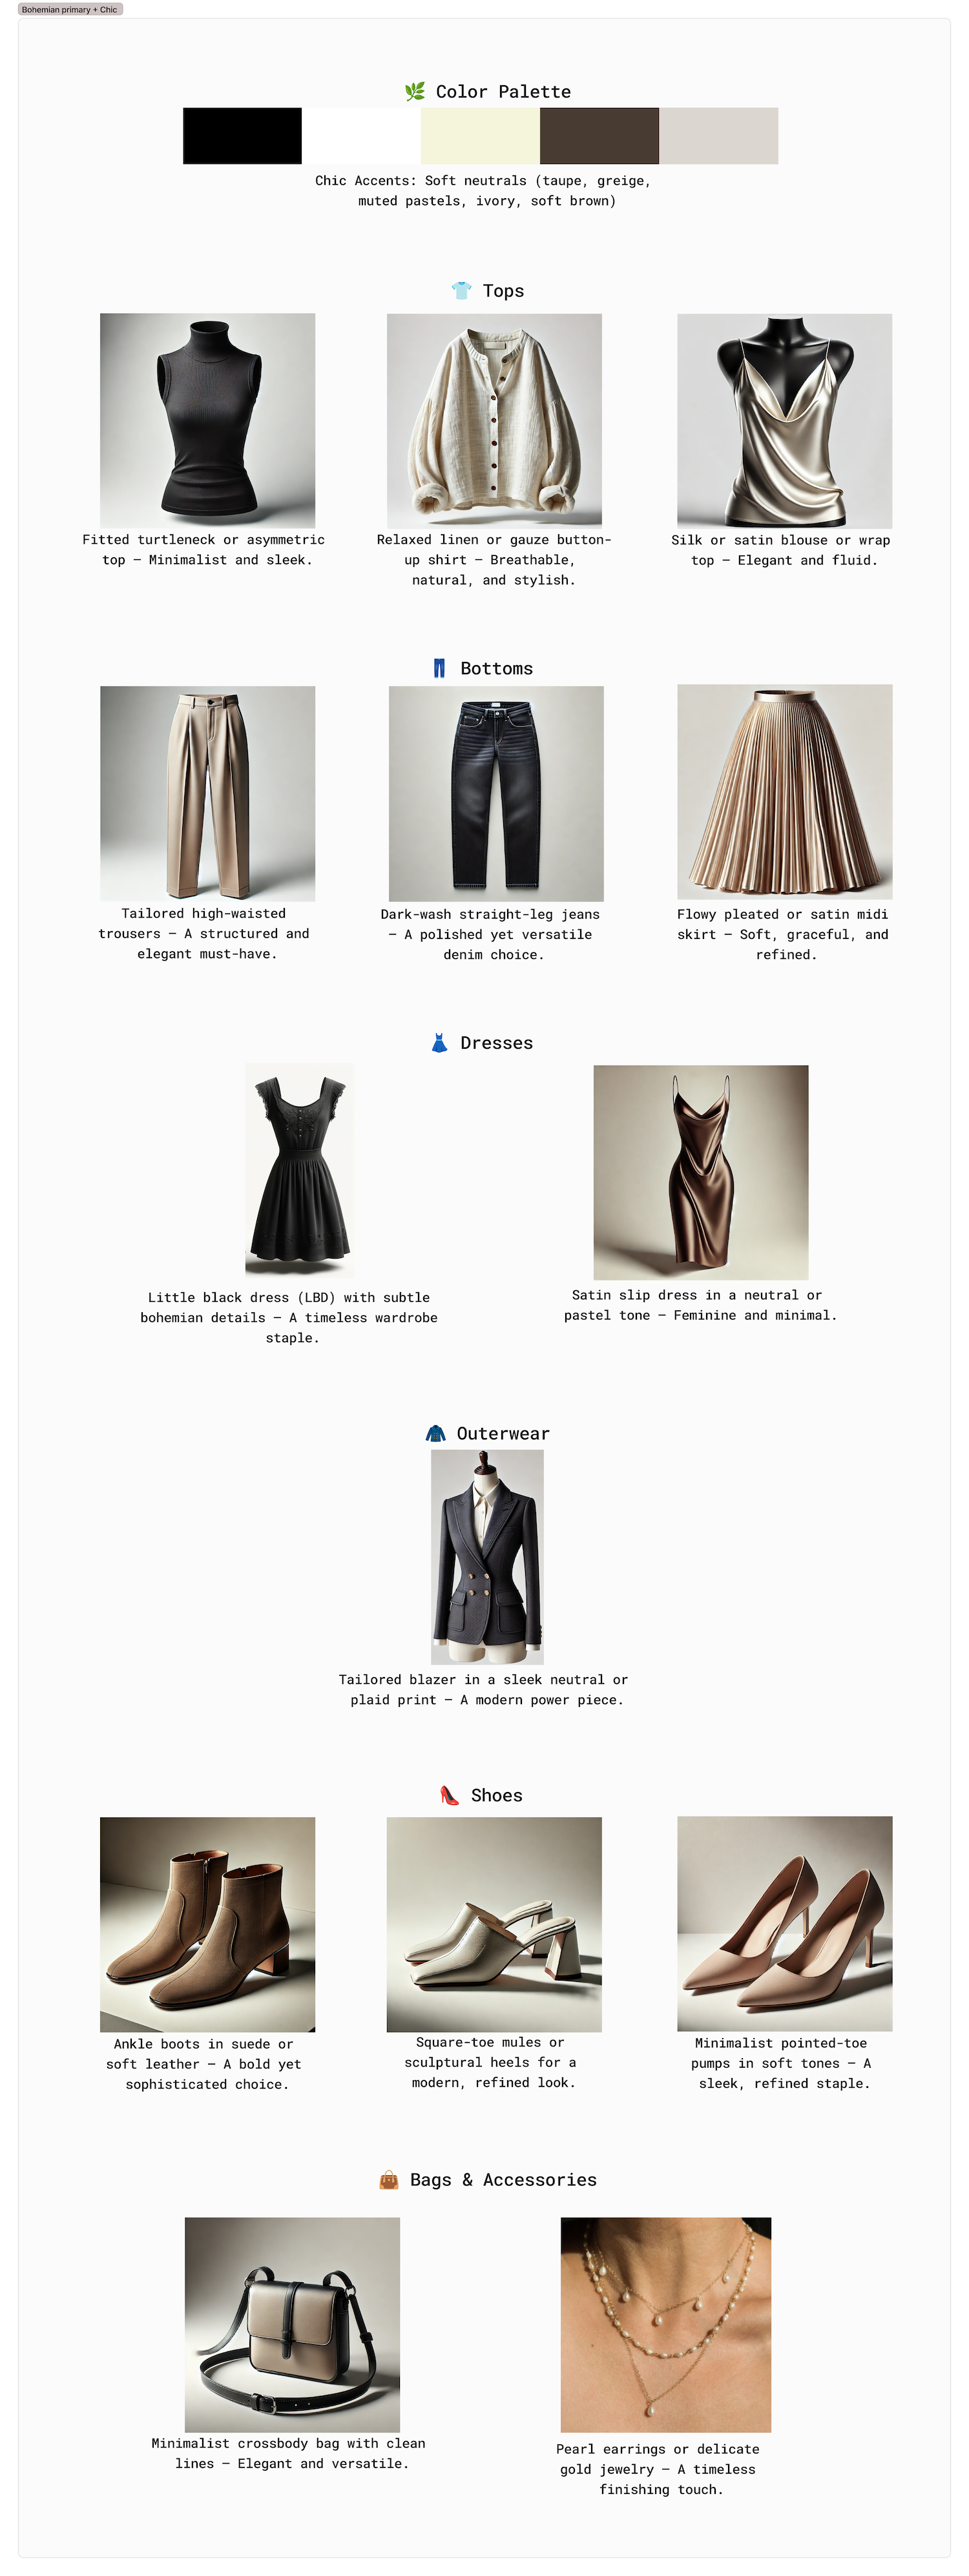 Bohemian primary + Chic
🌿 Color Palette
Chic Accents: Soft neutrals (taupe, greige,
muted pastels, ivory, soft brown)
👕 Tops
Fitted turtleneck or asymmetric
top — Minimalist and sleek.
Relaxed linen or gauze button-
up shirt — Breathable,
natural, and stylish.
Silk or satin blouse or wrap
top — Elegant and fluid.
👖 Bottoms
Tailored high-waisted
trousers — A structured and
elegant must-have.
Dark-wash straight-leg jeans
— A polished yet versatile
denim choice.
Flowy pleated or satin midi
skirt — Soft, graceful, and
refined.
👗 Dresses
Little black dress (LBD) with subtle
bohemian details — A timeless wardrobe
staple.
Satin slip dress in a neutral or
pastel tone — Feminine and minimal.
🧥 Outerwear
Tailored blazer in a sleek neutral or
plaid print — A modern power piece.
👠 Shoes
Ankle boots in suede or
soft leather — A bold yet
sophisticated choice.
Square-toe mules or
sculptural heels for a
modern, refined look.
Minimalist pointed-toe
pumps in soft tones — A
sleek, refined staple.
👜 Bags & Accessories
Minimalist crossbody bag with clean
lines — Elegant and versatile.
Pearl earrings or delicate
gold jewelry — A timeless
finishing touch.